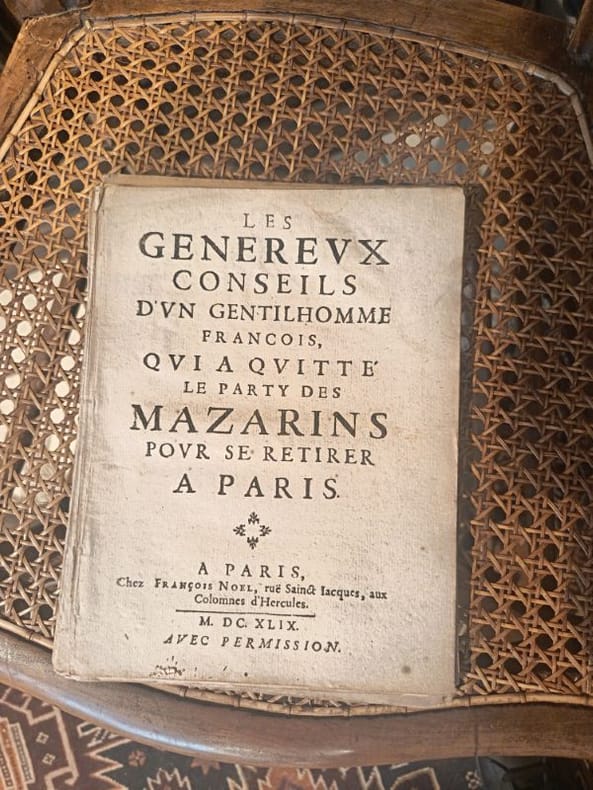 LES
GENEREVX
CONSEILS
D'VN GENTILHOMME
FRANCOIS,
QVI A QVITTE'
LE PARTY DES
MAZARINS
POVR SE RETIRER
A PARIS.
A PARIS,
Chez FRANÇOIS NOEL, ruë Sainct Iacques, aux
Colomnes d'Hercules.
M. DC. XLIX.
AVEC PERMISSION.